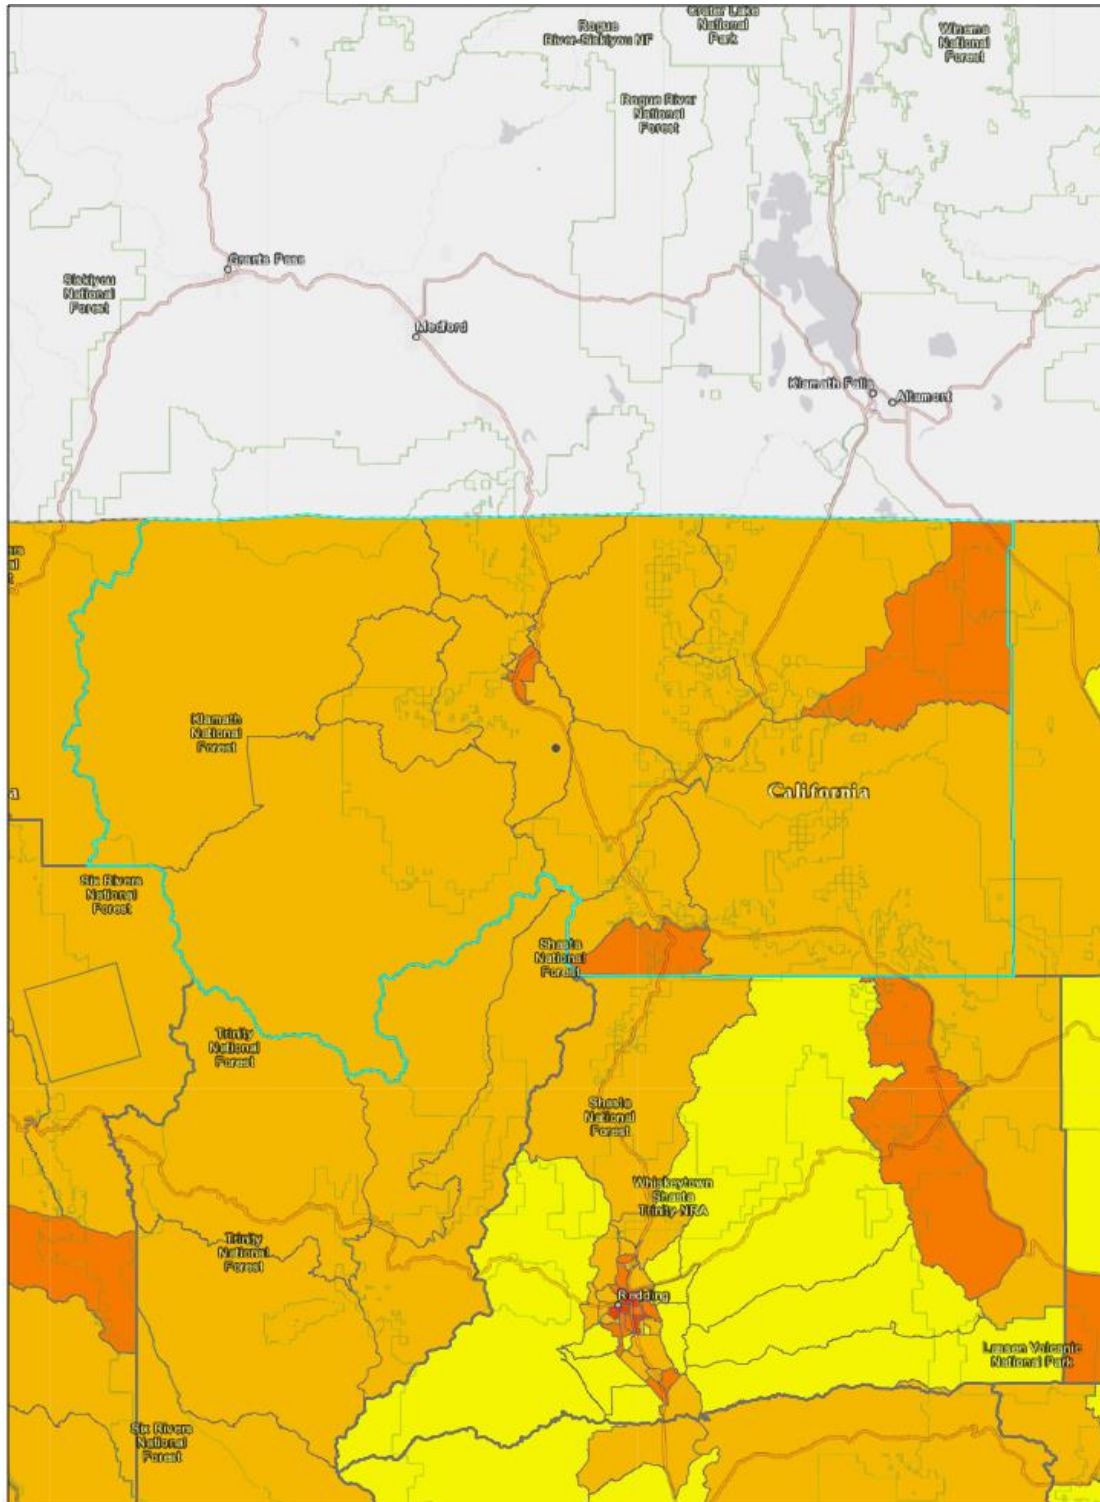 Crater Lake
National
Park
Rogue
River-Siskiyou NF
Winema
National
Forest
Rogue River
National
Forest
Grants Pass
Siskiyou
National
Forest
Medford
Klamath Falls
Altamont
Klamath
National
Forest
California
a
Six Rivers
National
Forest
Shasta
National
Forest
Trinity
National
Forest
Shasta
National
Forest
Whiskeytown
Shasta
Trinity NRA
Trinity
National
Forest
Redding
Lassen Volcanic
National Park
Six Rivers
National
Forest